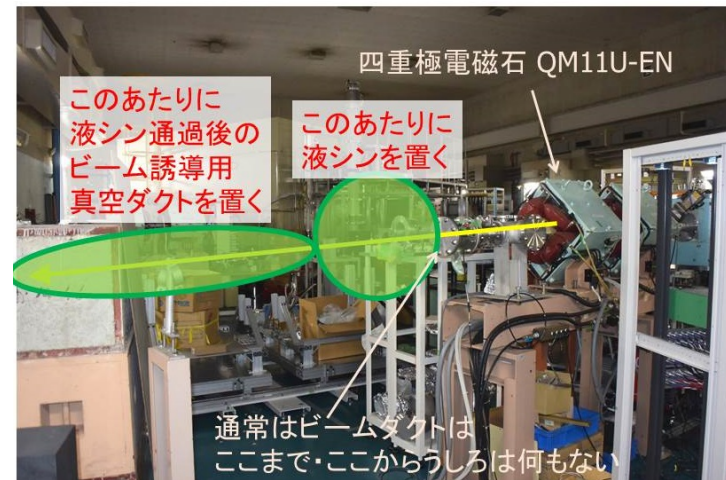 四重極電磁石 QM11U-EN
このあたりに
液シン通過後の
ビーム誘導用
真空ダクトを置く
このあたりに
液シンを置く
通常はビームダクトは
ここまで・ここからうしろは何もない